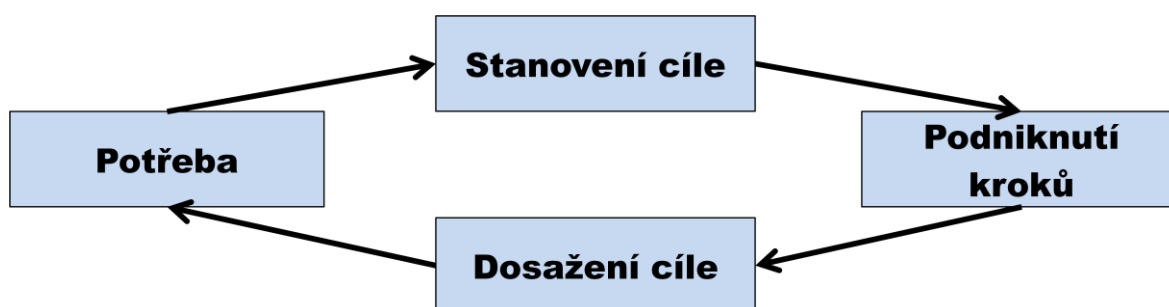 Stanovení cíle
Potřeba
Podniknutí
kroků
Dosažení cíle